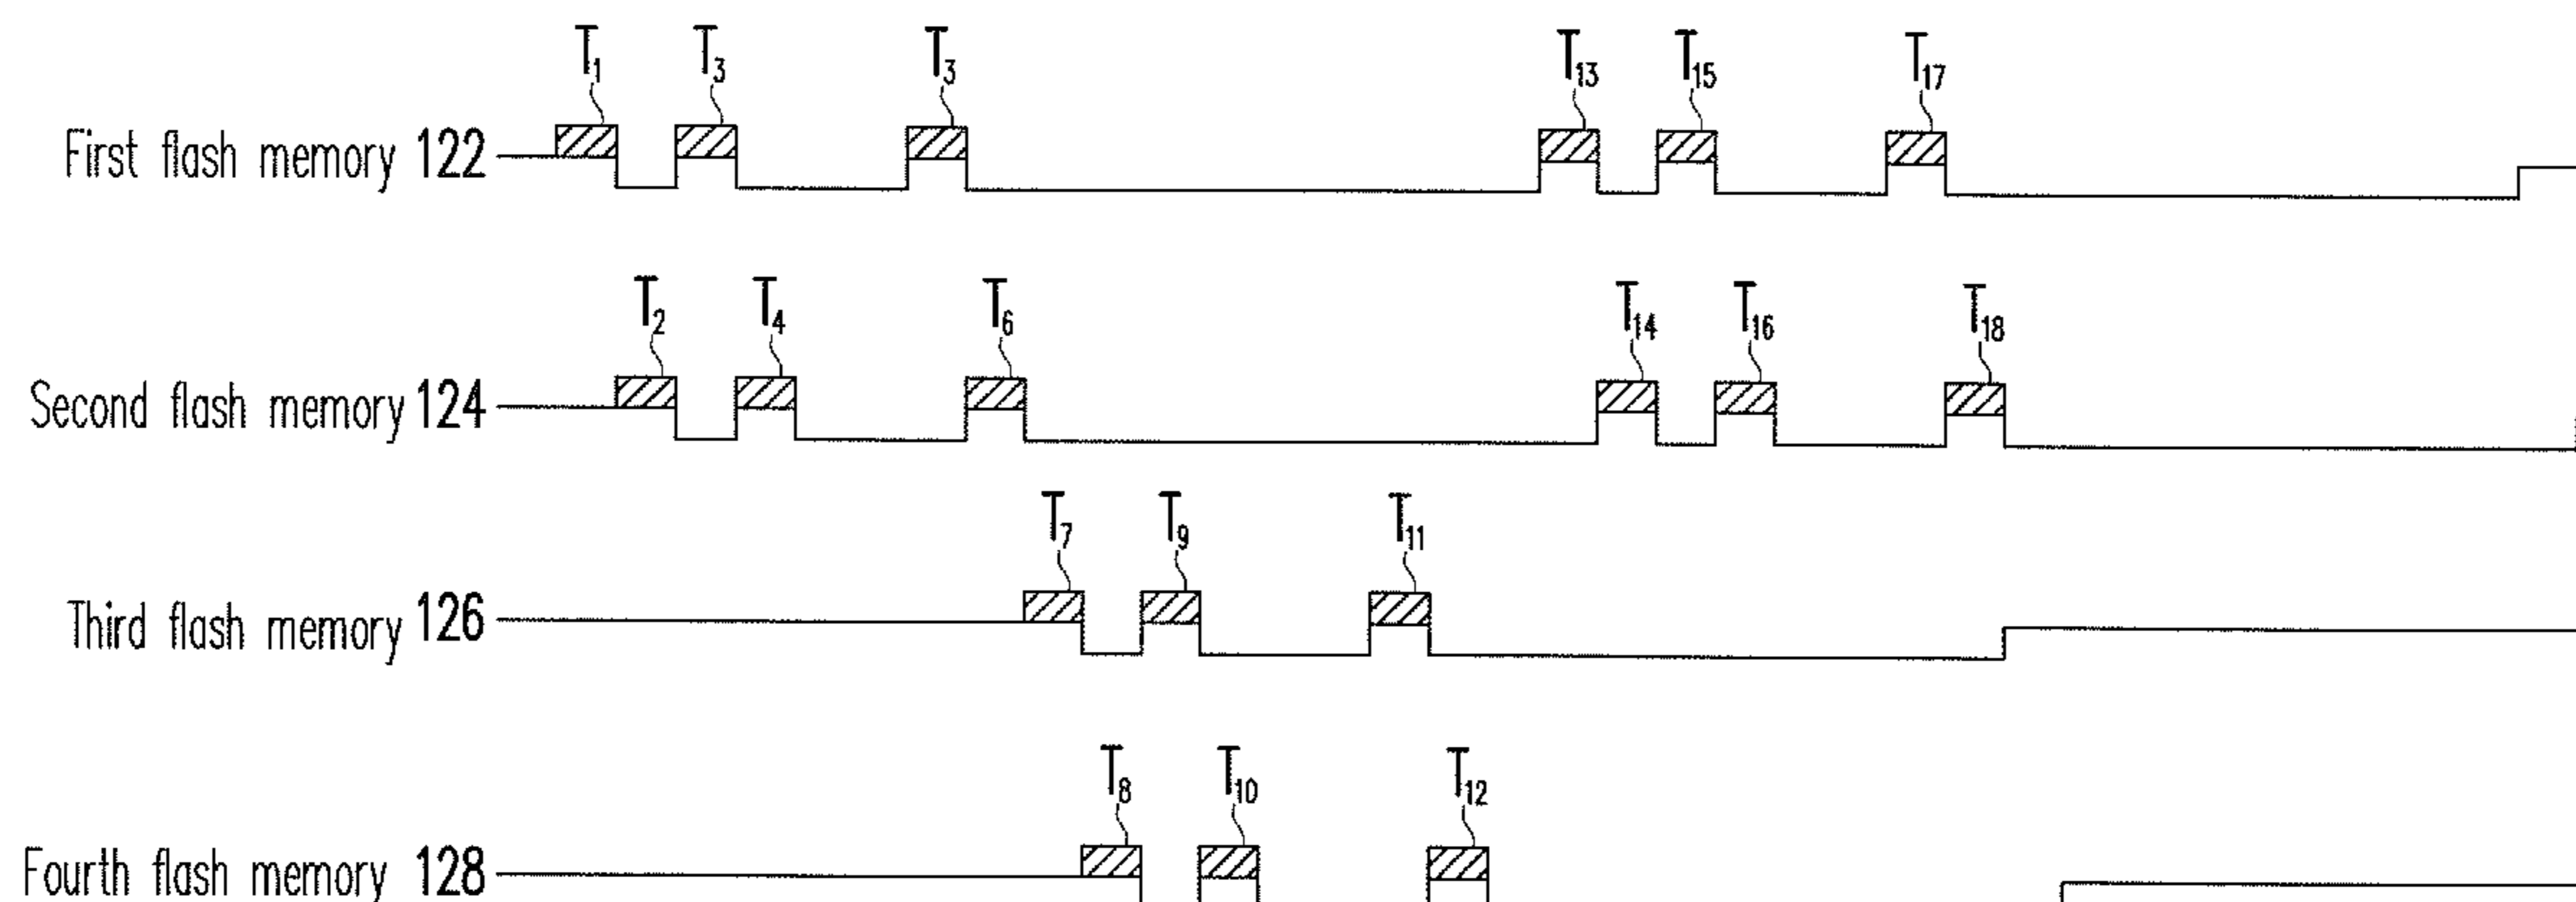 T1 T3 T3 T13 T15 T17
First flash memory 122
T2 T4 T6 T14 T16 T18
Second flash memory 124
T7 T9 T11
Third flash memory 126
T8 T10 T12
Fourth flash memory 128